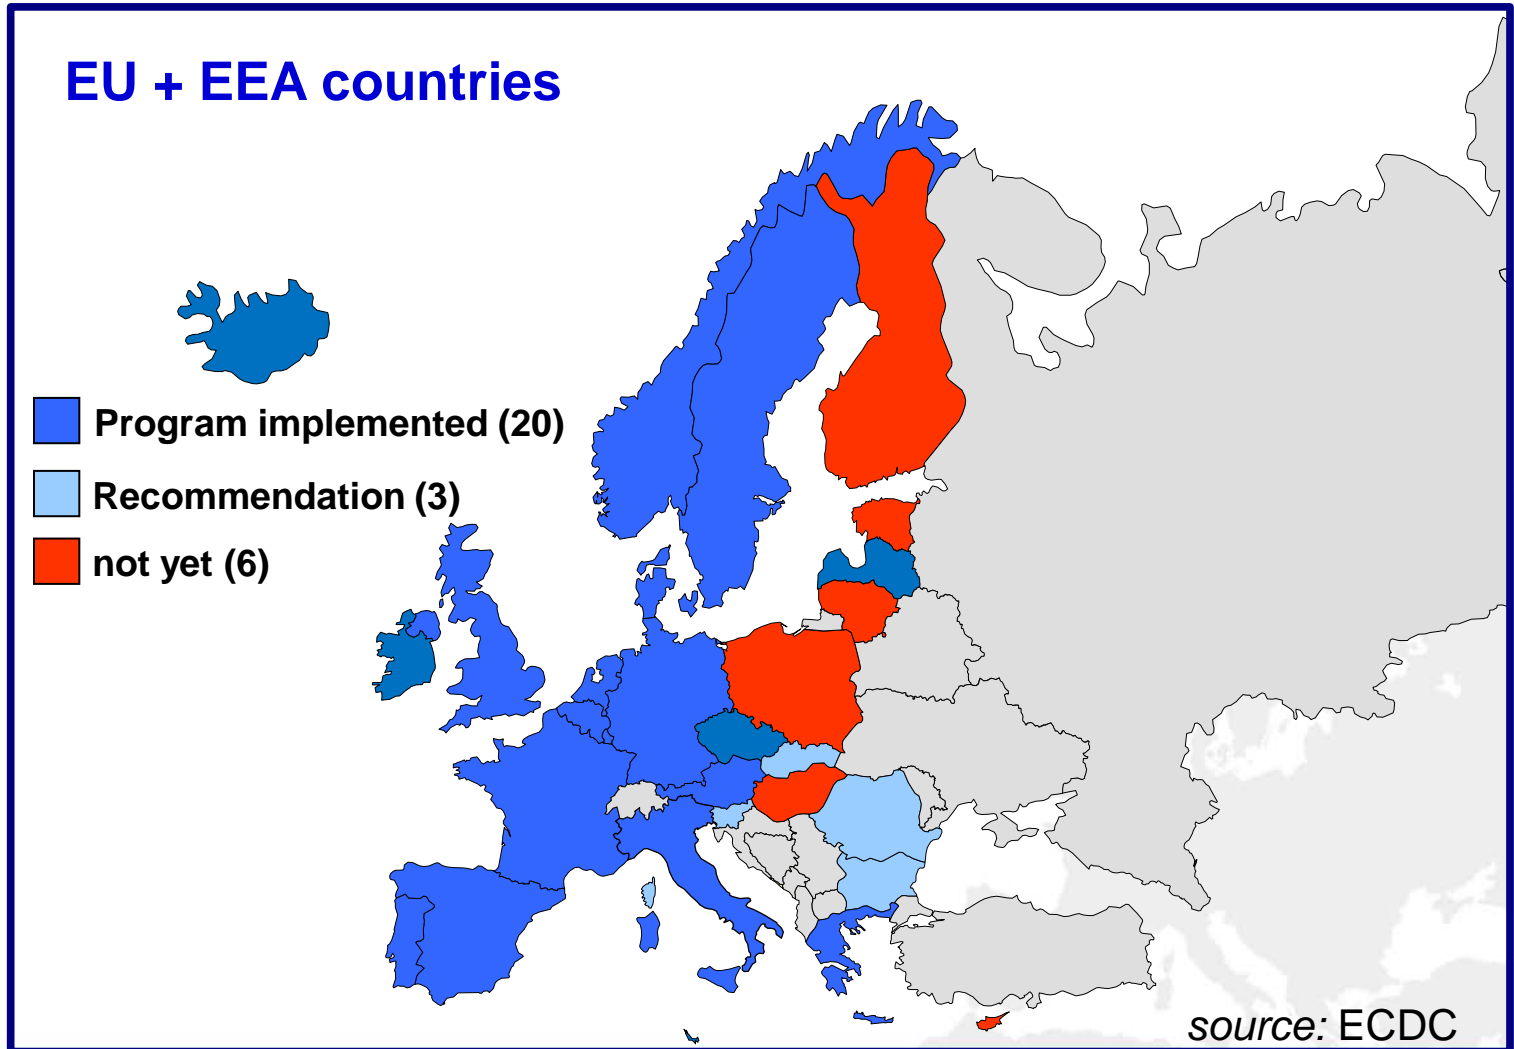 EU + EEA countries
Program implemented (20)
Recommendation (3)
not yet (6)
source: ECDC